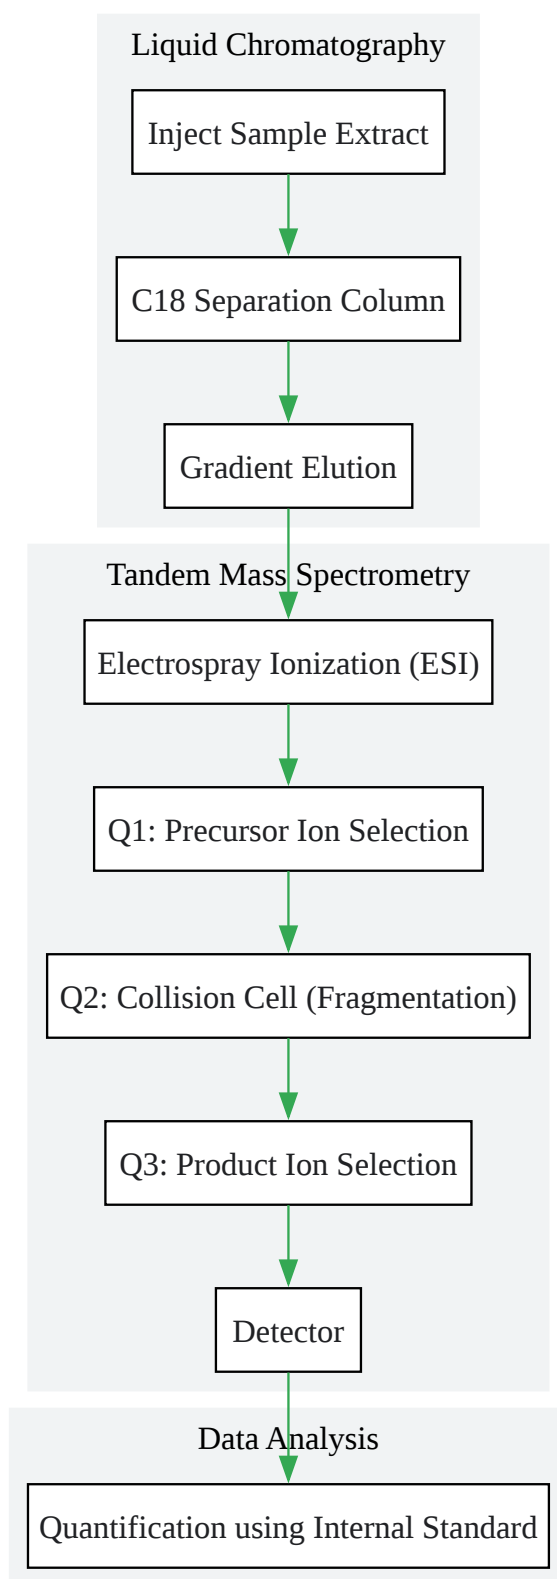 Liquid Chromatography
Inject Sample Extract
C18 Separation Column
Gradient Elution
Tandem Mass Spectrometry
Electrospray Ionization (ESI)
Q1: Precursor Ion Selection
Q2: Collision Cell (Fragmentation)
Q3: Product Ion Selection
Detector
Data Analysis
Quantification using Internal Standard